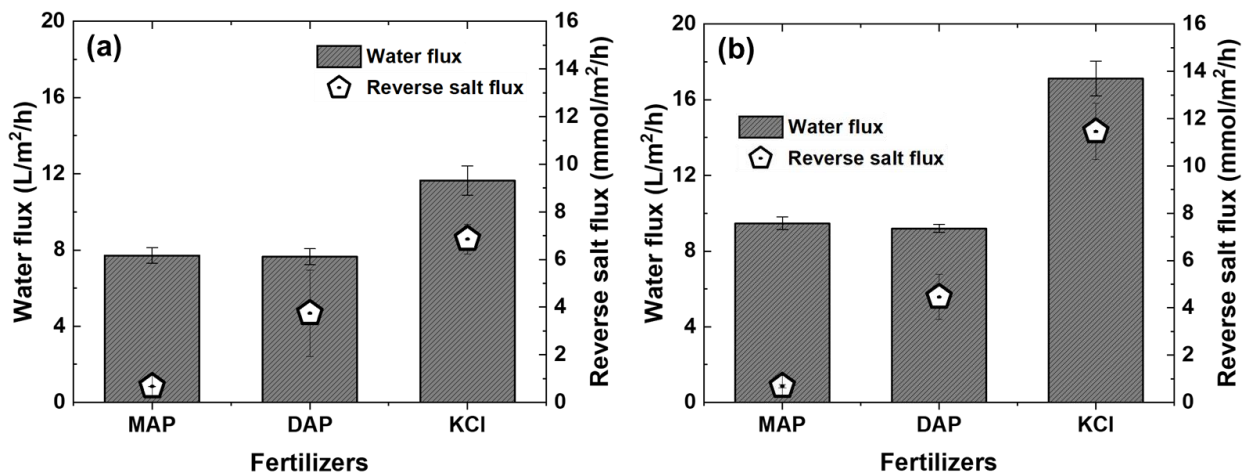 (a)
Water flux
Reverse salt flux
Water flux (L/m²/h)
20
16
12
8
4
0
Reverse salt flux (mmol/m²/h)
16
14
12
10
8
6
4
2
0
MAP DAP KCl
Fertilizers
(b)
Water flux
Reverse salt flux
Water flux (L/m²/h)
20
16
12
8
4
0
Reverse salt flux (mmol/m²/h)
16
14
12
10
8
6
4
2
0
MAP DAP KCl
Fertilizers